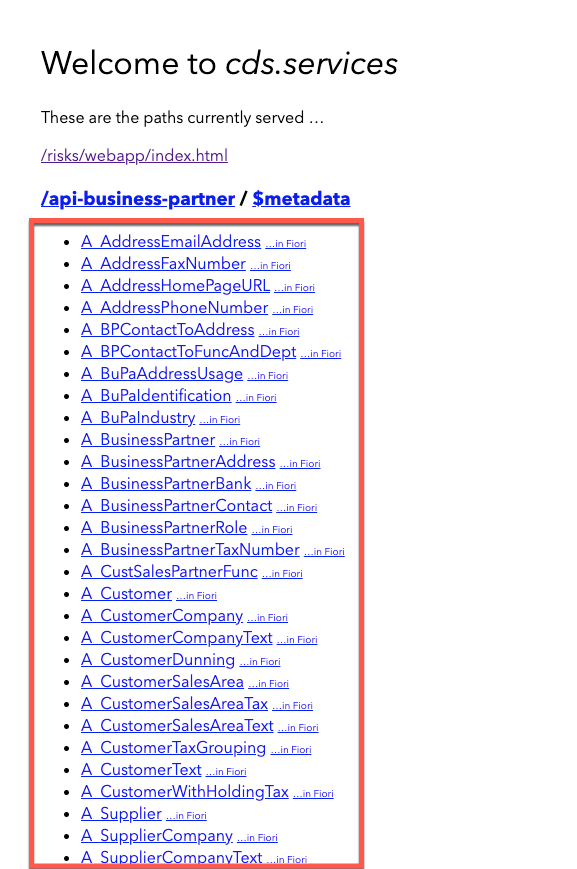 Welcome to cds.services
These are the paths currently served …
/risks/webapp/index.html
/api-business-partner / $metadata
A_AddressEmailAddress ...in Fiori
A_AddressFaxNumber ...in Fiori
A_AddressHomePageURL ...in Fiori
A_AddressPhoneNumber ...in Fiori
A_BPContactToAddress ...in Fiori
A_BPContactToFuncAndDept ...in Fiori
A_BuPaAddressUsage ...in Fiori
A_BuPaIdentification ...in Fiori
A_BuPaIndustry ...in Fiori
A_BusinessPartner ...in Fiori
A_BusinessPartnerAddress ...in Fiori
A_BusinessPartnerBank ...in Fiori
A_BusinessPartnerContact ...in Fiori
A_BusinessPartnerRole ...in Fiori
A_BusinessPartnerTaxNumber ...in Fiori
A_CustSalesPartnerFunc ...in Fiori
A_Customer ...in Fiori
A_CustomerCompany ...in Fiori
A_CustomerCompanyText ...in Fiori
A_CustomerDunning ...in Fiori
A_CustomerSalesArea ...in Fiori
A_CustomerSalesAreaTax ...in Fiori
A_CustomerSalesAreaText ...in Fiori
A_CustomerTaxGrouping ...in Fiori
A_CustomerText ...in Fiori
A_CustomerWithHoldingTax ...in Fiori
A_Supplier ...in Fiori
A_SupplierCompany ...in Fiori
A_SupplierCompanyText ...in Fiori